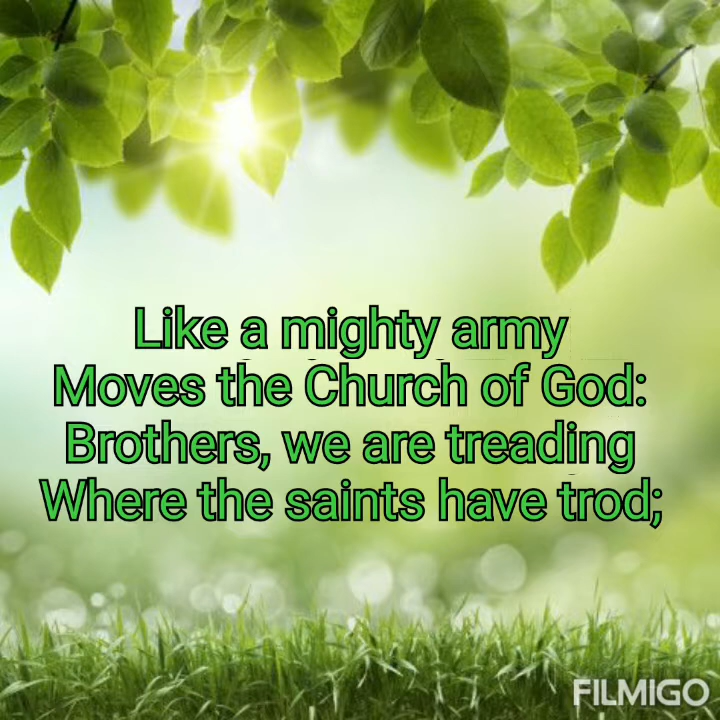 Like a mighty army
Moves the Church of God:
Brothers, we are treading
Where the saints have trod;
FILMIGO